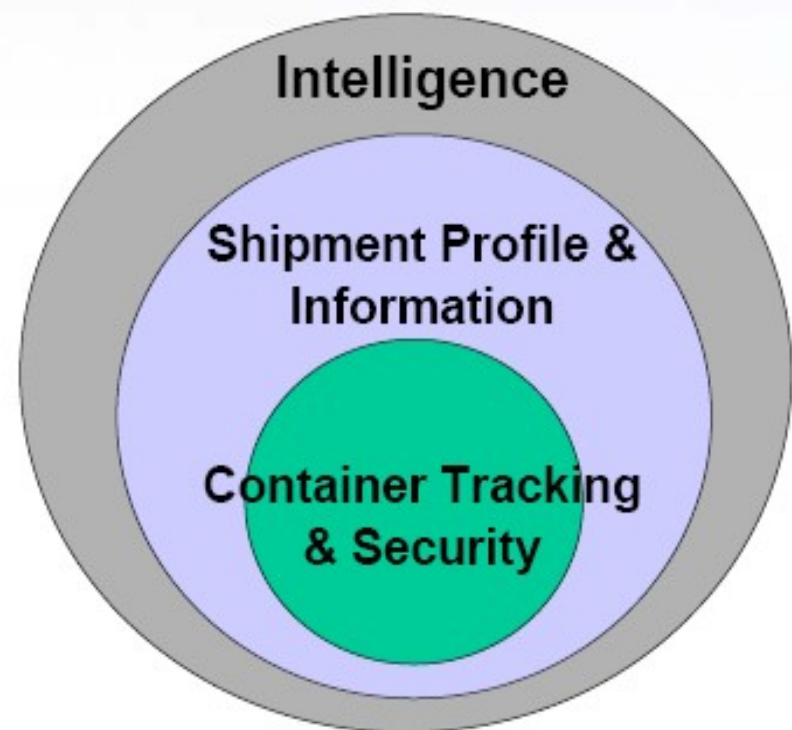 Intelligence
Shipment Profile &
Information
Container Tracking
& Security